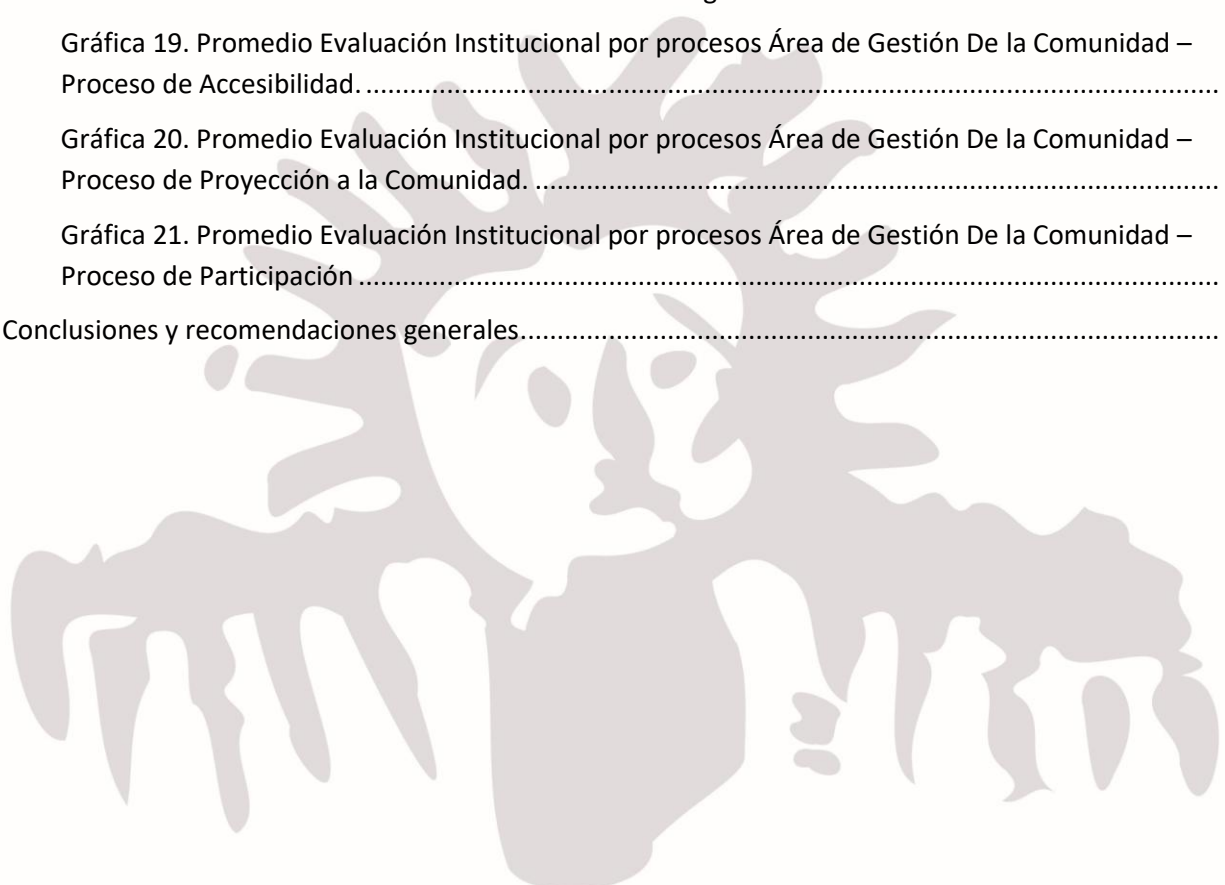 Gráfica 19. Promedio Evaluación Institucional por procesos Área de Gestión De la Comunidad –
Proceso de Accesibilidad. ..........................................................................................................
Gráfica 20. Promedio Evaluación Institucional por procesos Área de Gestión De la Comunidad –
Proceso de Proyección a la Comunidad. ....................................................................................
Gráfica 21. Promedio Evaluación Institucional por procesos Área de Gestión De la Comunidad –
Proceso de Participación ...........................................................................................................
Conclusiones y recomendaciones generales.....................................................................................